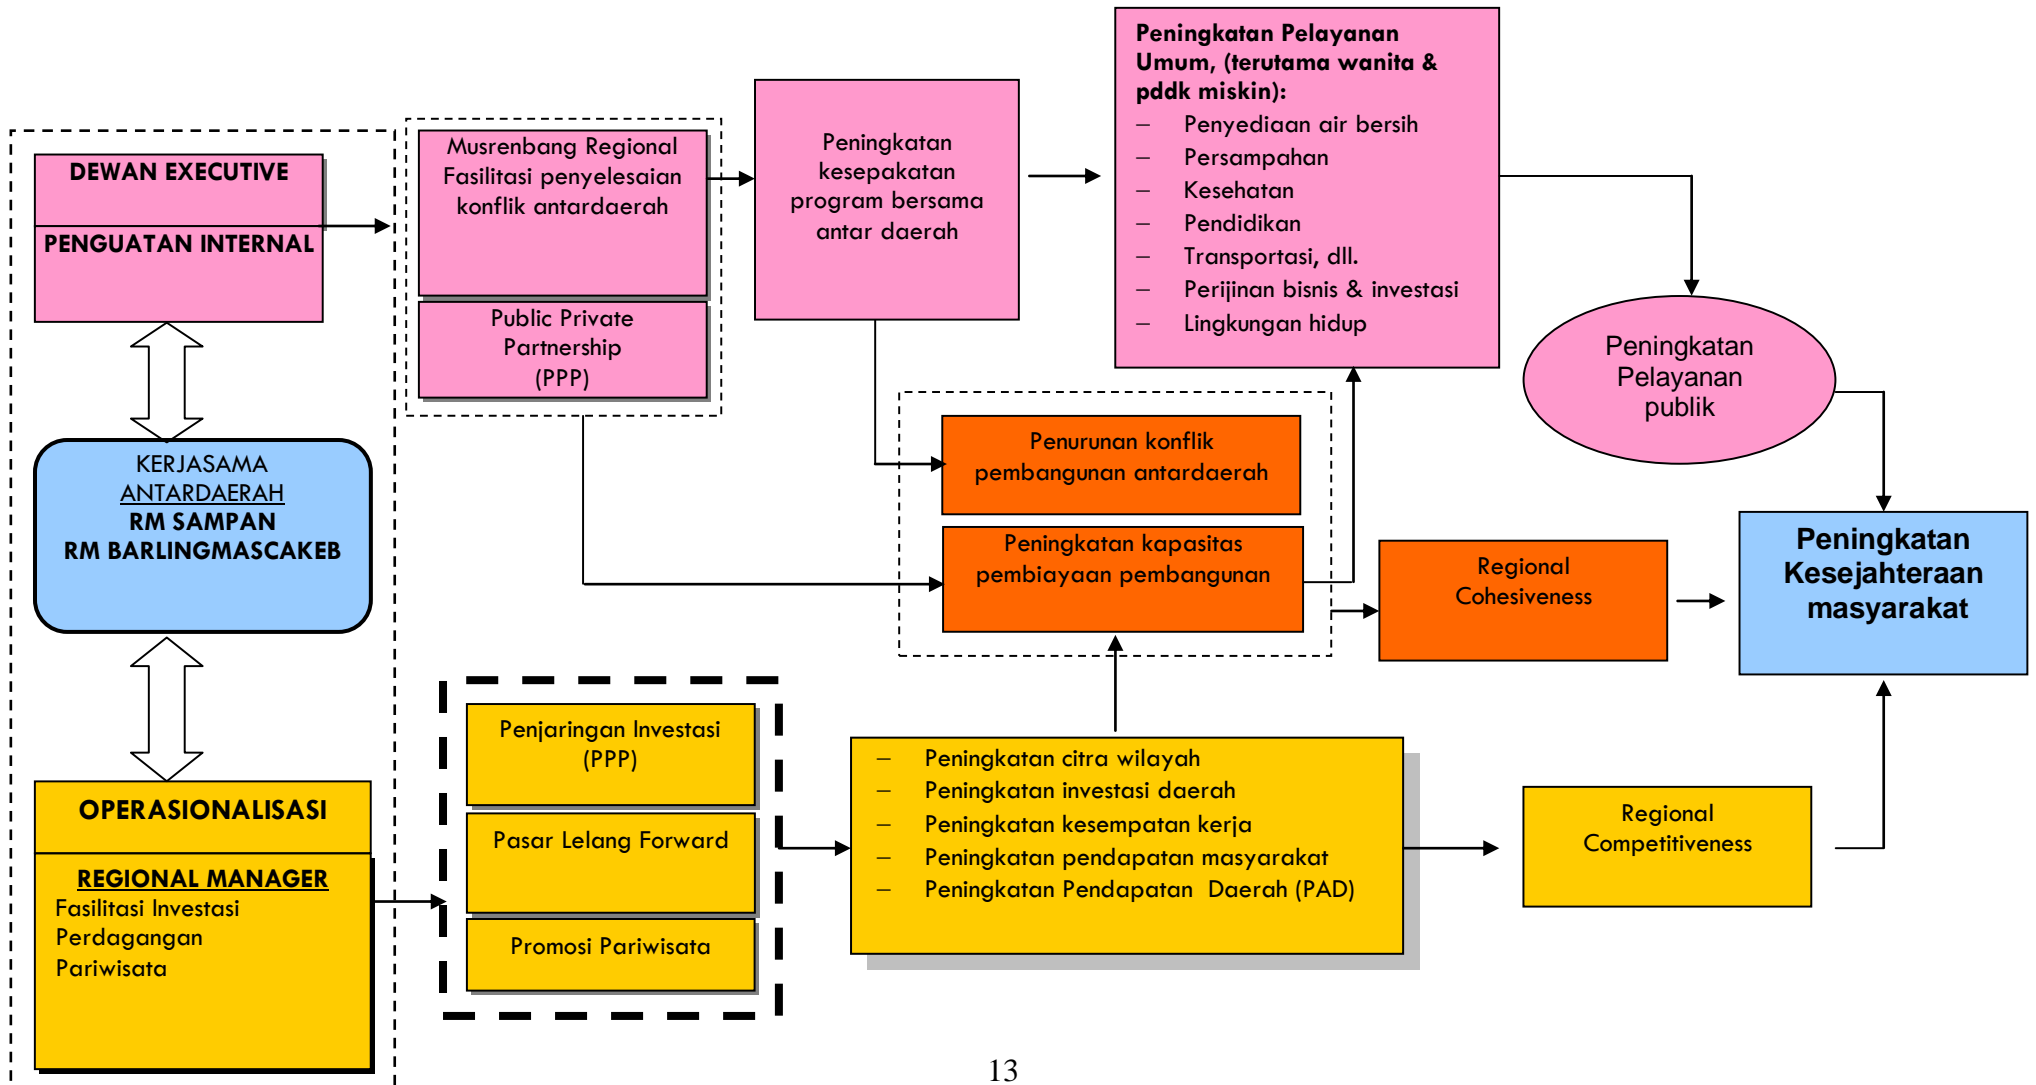 DEWAN EXECUTIVE
PENGUATAN INTERNAL
KERJASAMA
ANTARDAERAH
RM SAMPAN
RM BARLINGMASCAKEB
OPERASIONALISASI
REGIONAL MANAGER
Fasilitasi Investasi
Perdagangan
Pariwisata
Musrenbang Regional
Fasilitasi penyelesaian
konflik antardaerah
Public Private
Partnership
(PPP)
Penjaringan Investasi
(PPP)
Pasar Lelang Forward
Promosi Pariwisata
Peningkatan
kesepakatan
program bersama
antar daerah
Peningkatan Pelayanan
Umum, (terutama wanita &
pddk miskin):
– Penyediaan air bersih
– Persampahan
– Kesehatan
– Pendidikan
– Transportasi, dll.
– Perijinan bisnis & investasi
– Lingkungan hidup
Penurunan konflik
pembangunan antardaerah
Peningkatan kapasitas
pembiayaan pembangunan
– Peningkatan citra wilayah
– Peningkatan investasi daerah
– Peningkatan kesempatan kerja
– Peningkatan pendapatan masyarakat
– Peningkatan Pendapatan Daerah (PAD)
Peningkatan
Pelayanan
publik
Regional
Cohesiveness
Regional
Competitiveness
Peningkatan
Kesejahteraan
masyarakat
13